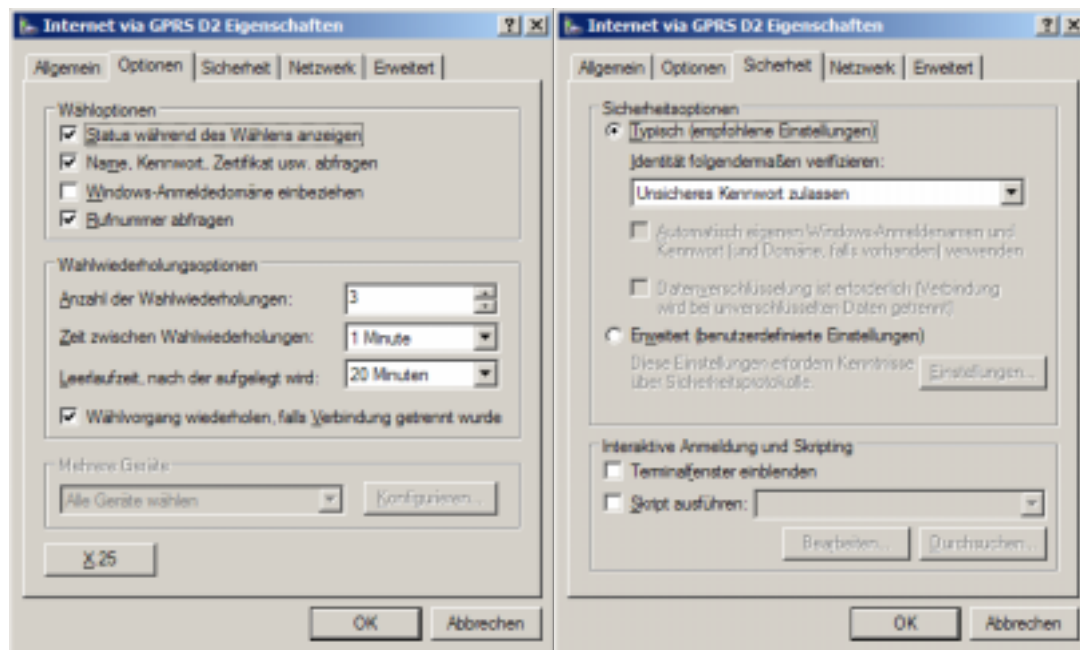 Internet via GPRS D2 Eigenschaften
Allgemein Optionen Sicherheit Netzwerk Erweitert
Wähloptionen
Status während des Wählens anzeigen
Name, Kennwort, Zertifikat usw. abfragen
Windows-Anmeldedomäne einbeziehen
Rufnummer abfragen
Wahlwiederholungsoptionen
Anzahl der Wahlwiederholungen: 3
Zeit zwischen Wahlwiederholungen: 1 Minute
Leerlaufzeit, nach der aufgelegt wird: 20 Minuten
Wählvorgang wiederholen, falls Verbindung getrennt wurde
Mehrere Geräte
Alle Geräte wählen Konfigurieren...
X.25
OK Abbrechen
Internet via GPRS D2 Eigenschaften
Allgemein Optionen Sicherheit Netzwerk Erweitert
Sicherheitsoptionen
Typisch (empfohlene Einstellungen)
Identität folgendermaßen verifizieren:
Unsicheres Kennwort zulassen
Automatisch eigenen Windows-Anmeldenamen und
Kennwort (und Domäne, falls vorhanden) verwenden
Datenverschlüsselung ist erforderlich (Verbindung
wird bei unverschlüsselten Daten getrennt)
Erweitert (benutzerdefinierte Einstellungen)
Diese Einstellungen erfordern Kenntnisse
über Sicherheitsprotokolle.
Einstellungen...
Interaktive Anmeldung und Skripting
Terminalfenster einblenden
Skript ausführen:
Bearbeiten... Durchsuchen...
OK Abbrechen